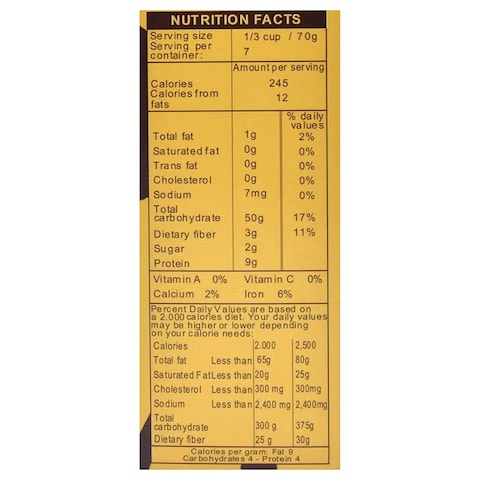 NUTRITION FACTS
Serving size 1/3 cup / 70g
Serving per
container: 7
Amount per serving
Calories 245
Calories from
fats 12
% daily
values
Total fat 1g 2%
Saturated fat 0g 0%
Trans fat 0g 0%
Cholesterol 0g 0%
Sodium 7mg 0%
Total
carbohydrate 50g 17%
Dietary fiber 3g 11%
Sugar 2g
Protein 9g
Vitamin A 0% Vitamin C 0%
Calcium 2% Iron 6%
Percent Daily Values are based on
a 2.000 calories diet. Your daily values
may be higher or lower depending
on your calorie needs:
Calories 2.000 2,500
Total fat Less than 65g 80g
Saturated Fat Less than 20g 25g
Cholesterol Less than 300 mg 300mg
Sodium Less than 2,400 mg 2,400mg
Total
carbohydrate 300 g 375g
Dietary fiber 25 g 30g
Calories per gram: Fat 9
Carbohydrates 4 - Protein 4